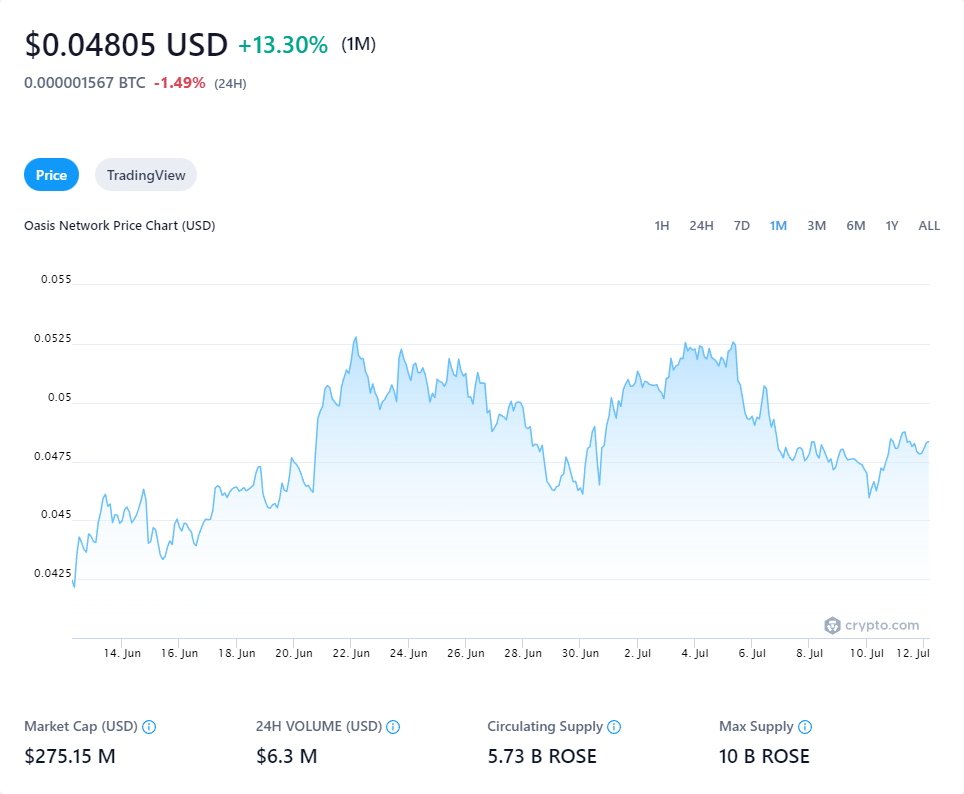 $0.04805 USD +13.30% (1M)
0.000001567 BTC -1.49% (24H)
Price TradingView
Oasis Network Price Chart (USD) 1H 24H 7D 1M 3M 6M 1Y ALL
0.055
0.0525
0.05
0.0475
0.045
0.0425
crypto.com
14. Jun 16. Jun 18. Jun 20. Jun 22. Jun 24. Jun 26. Jun 28. Jun 30. Jun 2. Jul 4. Jul 6. Jul 8. Jul 10. Jul 12. Jul
Market Cap (USD) 24H VOLUME (USD) Circulating Supply Max Supply
$275.15 M $6.3 M 5.73 B ROSE 10 B ROSE